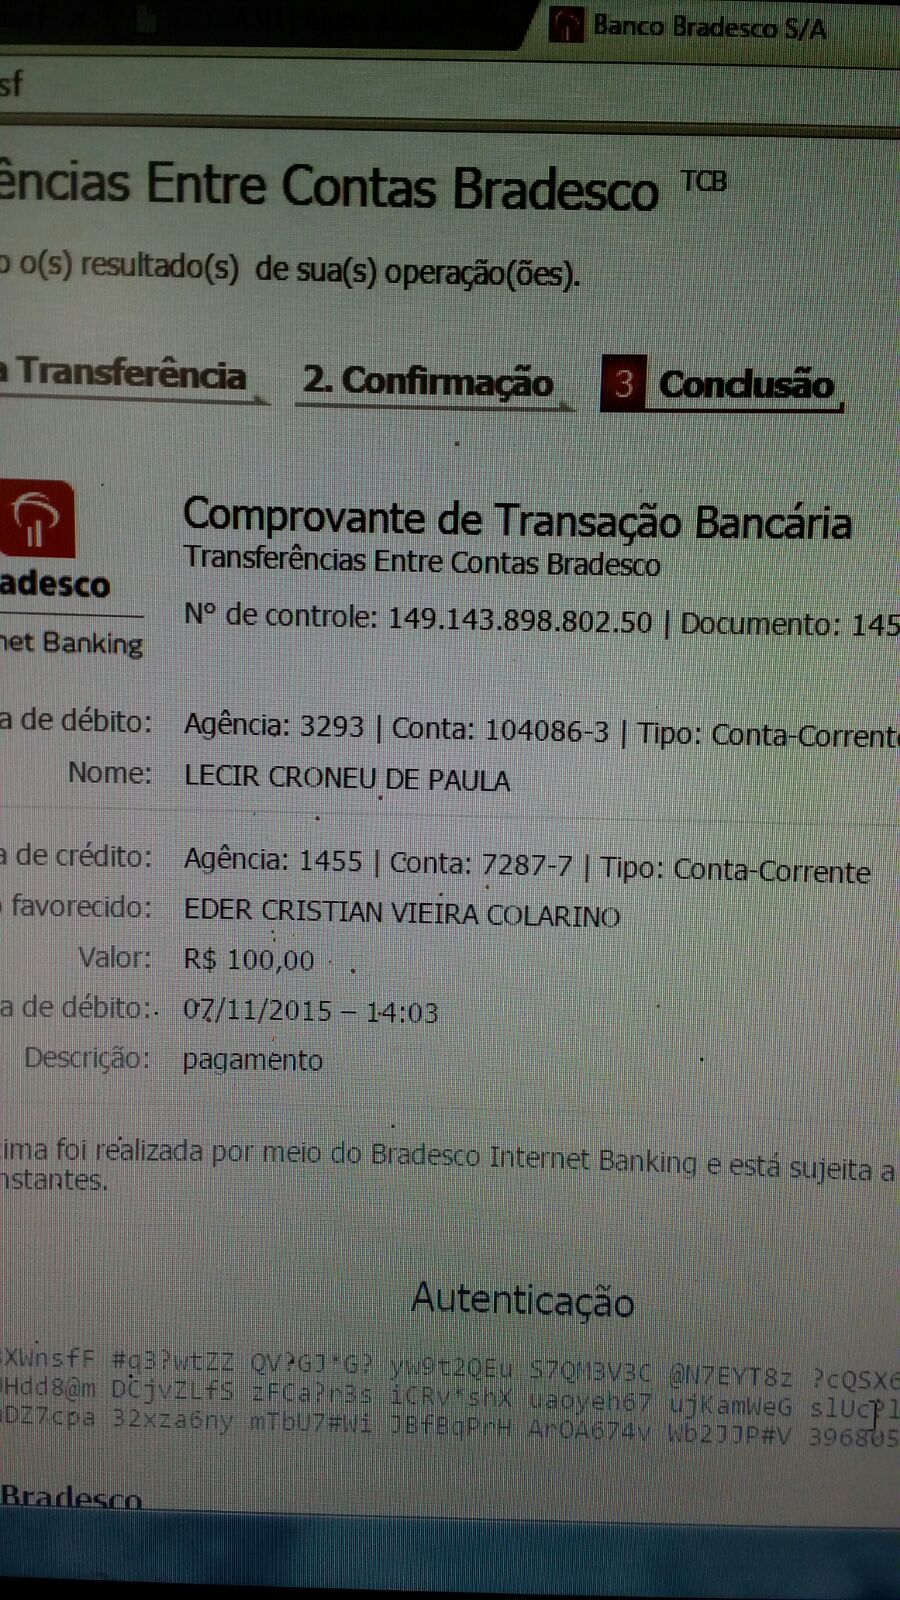 Banco Bradesco S/A
sf
ências Entre Contas Bradesco TCB
o o(s) resultado(s) de sua(s) operação(ões).
a Transferência 2. Confirmação 3 Conclusão
Comprovante de Transação Bancária
Transferências Entre Contas Bradesco
Nº de controle: 149.143.898.802.50 | Documento: 145
adesco
net Banking
a de débito: Agência: 3293 | Conta: 104086-3 | Tipo: Conta-Corrente
Nome: LECIR CRONEU DE PAULA
a de crédito: Agência: 1455 | Conta: 7287-7 | Tipo: Conta-Corrente
o favorecido: EDER CRISTIAN VIEIRA COLARINO
Valor: R$ 100,00
a de débito: 07/11/2015 – 14:03
Descrição: pagamento
ima foi realizada por meio do Bradesco Internet Banking e está sujeita a
nstantes.
Autenticação
XWnsfF #q3?wtZZ QV?GJ*G? yw9t2QEu S7QM3V3C @N7EYT8z ?cQSX6
Hdd8@m DCjvZLfS zFCa?n3s iCRv*shX uaoyeh67 ujKamWeG
DZ7cpa 32xza6ny mTbU7#Wi JBfBqPrH ArOA674v Wb2JJP#V 396805
Bradesco